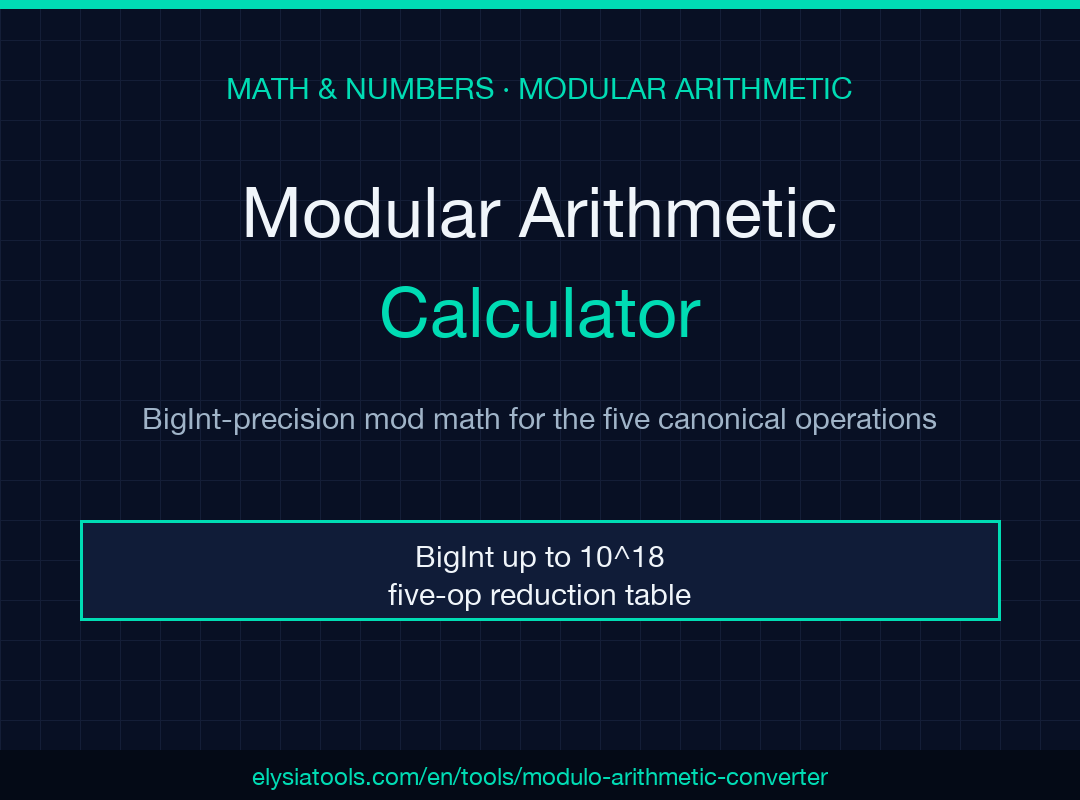 MATH & NUMBERS · MODULAR ARITHMETIC
Modular Arithmetic
Calculator
BigInt-precision mod math for the five canonical operations
BigInt up to 10^18
five-op reduction table
elysiatools.com/en/tools/modulo-arithmetic-converter